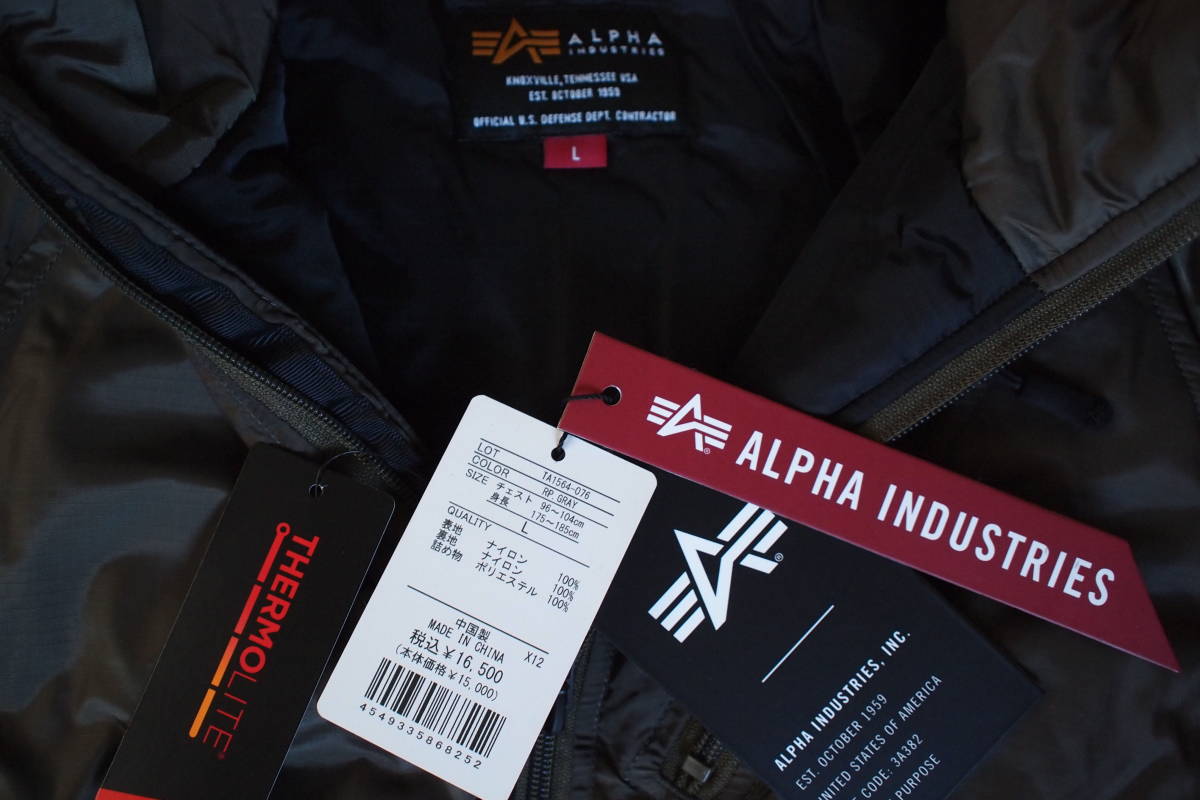 ALPHA
INDUSTRIES
KNOXVILLE, TENNESSEE USA
EST. OCTOBER 1959
OFFICIAL U.S. DEFENSE DEPT. CONTRACTOR
L
THERMOLITE®
LOT TA1564-076
COLOR RP.GRAY
SIZE チェスト 96~104cm
身長 175~185cm
L
QUALITY
表地 ナイロン 100%
裏地 ナイロン 100%
詰め物 ポリエステル 100%
中国製
MADE IN CHINA X12
税込¥16,500
(本体価格¥15,000)
4549335868252
® ALPHA INDUSTRIES
®
ALPHA INDUSTRIES, INC.
EST. OCTOBER 1959
UNITED STATES OF AMERICA
E CODE: 3A382
PURPOSE